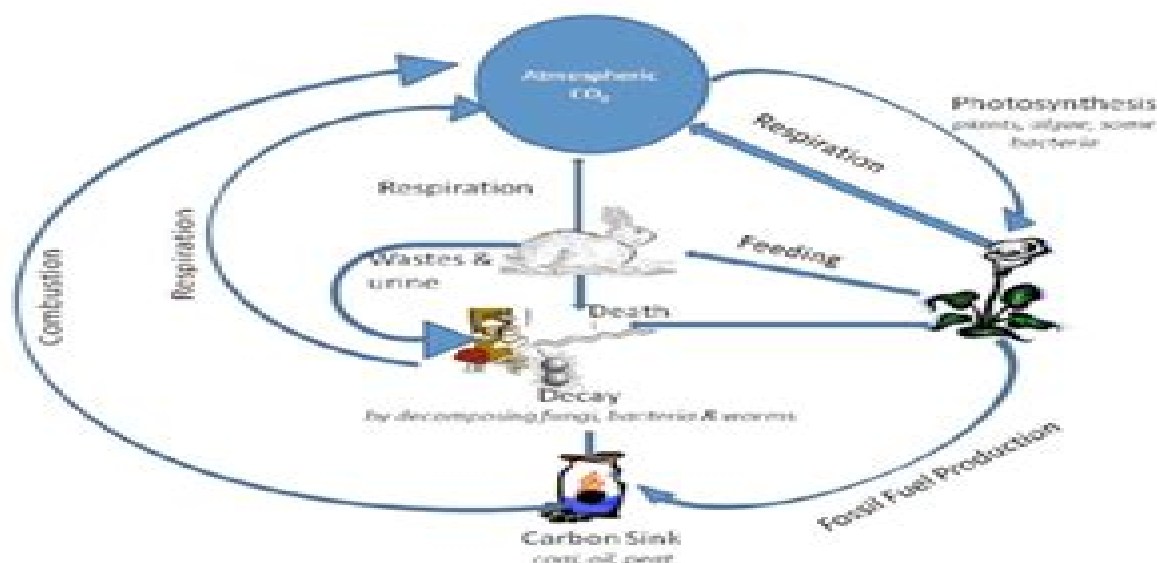 Atmospheric
CO₂
Photosynthesis
plants, algae, some
bacteria
Respiration
Respiration
Feeding
Wastes &
urine
Respiration
Combustion
Death
Decay
by decomposing fungi, bacteria & worms
Fossil Fuel Production
Carbon Sink
coal, oil, peat